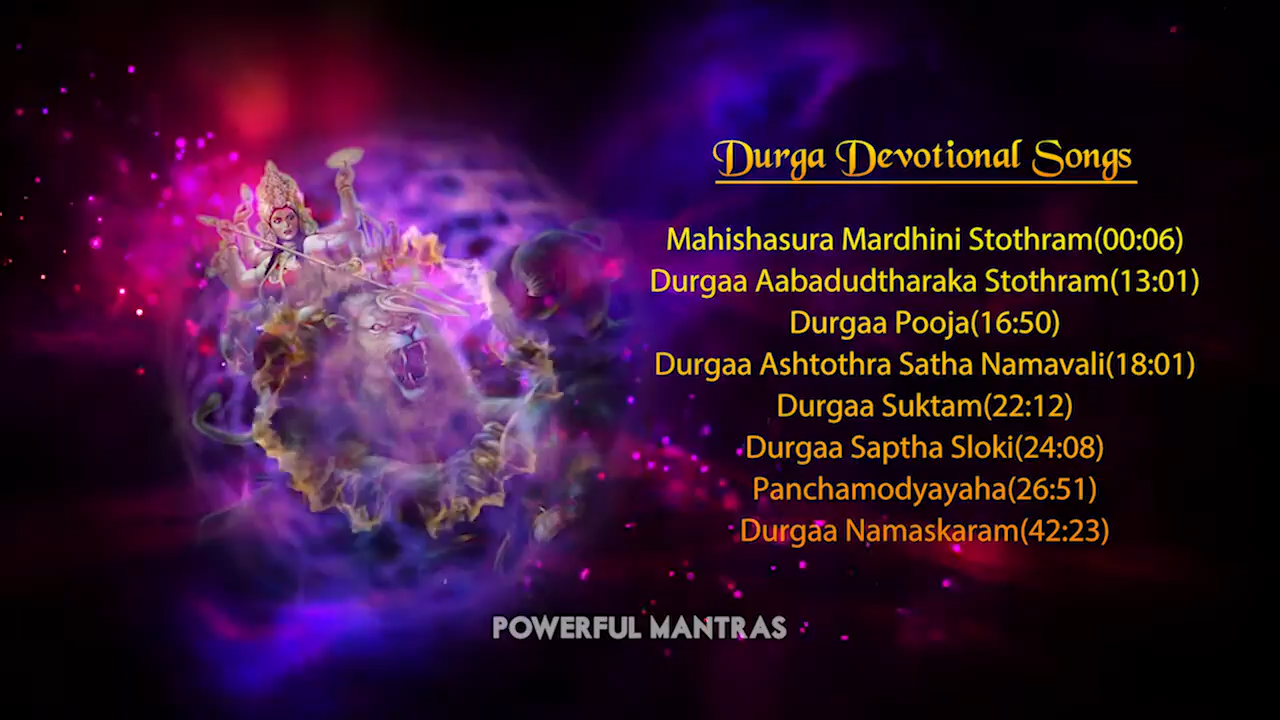 Durga Devotional Songs
Mahishasura Mardhini Stothram(00:06)
Durgaa Aabadudtharaka Stothram(13:01)
Durgaa Pooja(16:50)
Durgaa Ashtothra Satha Namavali(18:01)
Durgaa Suktam(22:12)
Durgaa Saptha Sloki(24:08)
Panchamodyayaha(26:51)
Durgaa Namaskaram(42:23)
POWERFUL MANTRAS